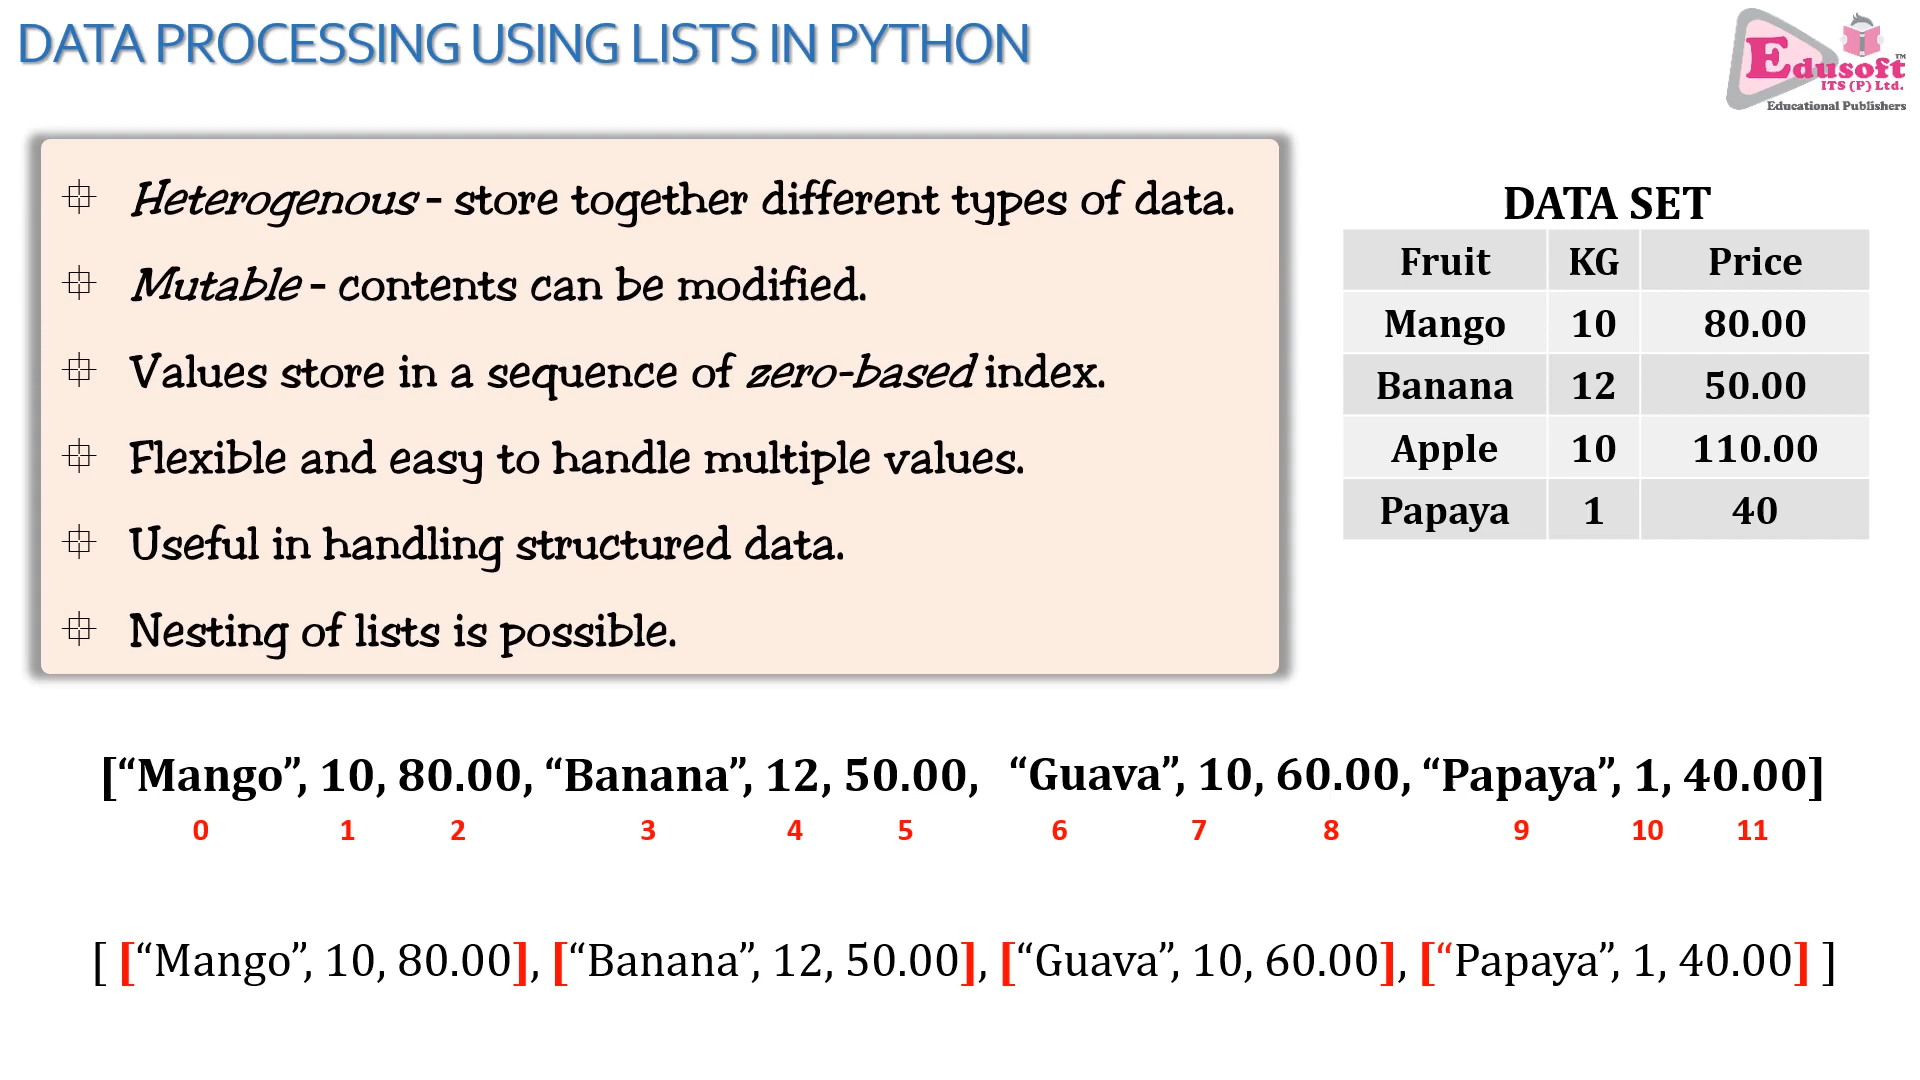 DATA PROCESSING USING LISTS IN PYTHON
Edusoft™
ITS (P) Ltd.
Educational Publishers
Heterogenous - store together different types of data.
Mutable - contents can be modified.
Values store in a sequence of zero-based index.
Flexible and easy to handle multiple values.
Useful in handling structured data.
Nesting of lists is possible.
DATA SET
Fruit KG Price
Mango 10 80.00
Banana 12 50.00
Apple 10 110.00
Papaya 1 40
[“Mango”, 10, 80.00, “Banana”, 12, 50.00, “Guava”, 10, 60.00, “Papaya”, 1, 40.00]
0 1 2 3 4 5 6 7 8 9 10 11
[ [“Mango”, 10, 80.00], [“Banana”, 12, 50.00], [“Guava”, 10, 60.00], [“Papaya”, 1, 40.00] ]